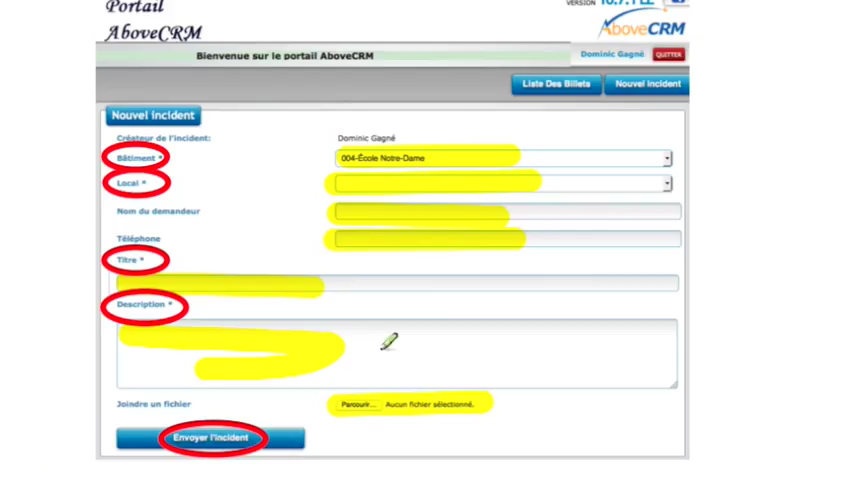 Portail
AboveCRM
VERSION
AboveCRM
Bienvenue sur le portail AboveCRM
Dominic Gagné
QUITTER
Liste Des Billets
Nouvel incident
Nouvel incident
Créateur de l'incident:
Dominic Gagné
Bâtiment *
004-École Notre-Dame
Local *
Nom du demandeur
Téléphone
Titre *
Description *
Joindre un fichier
Parcourir... Aucun fichier sélectionné.
Envoyer l'incident